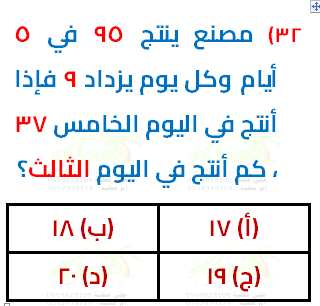 ٣٢) مصنع ينتج ٩٥ في ٥
أيام وكل يوم يزداد ٩ فإذا
أنتج في اليوم الخامس ٣٧
، كم أنتج في اليوم الثالث؟
(أ) ١٧ (ب) ١٨
(ج) ١٩ (د) ٢٠